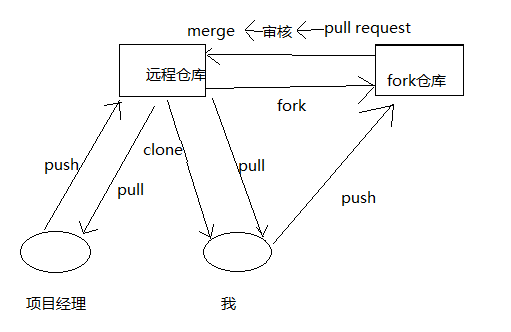 merge 审核 pull request
远程仓库
fork仓库
fork
clone
push
pull
pull
push
项目经理
我